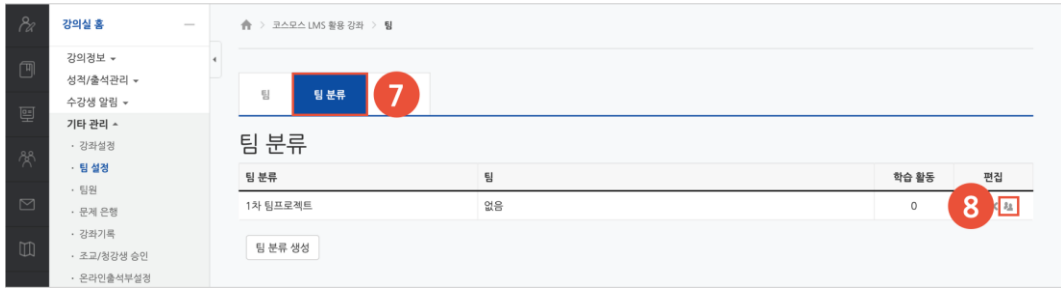 강의실 홈
코스모스 LMS 활용 강좌 > 팀
강의정보
성적/출석관리
수강생 알림
기타 관리
강좌설정
팀 설정
팀원
문제 은행
강좌기록
조교/청강생 승인
온라인출석부설정
팀 팀 분류 7
팀 분류
팀 분류 팀 학습 활동 편집
1차 팀프로젝트 없음 0 8
팀 분류 생성